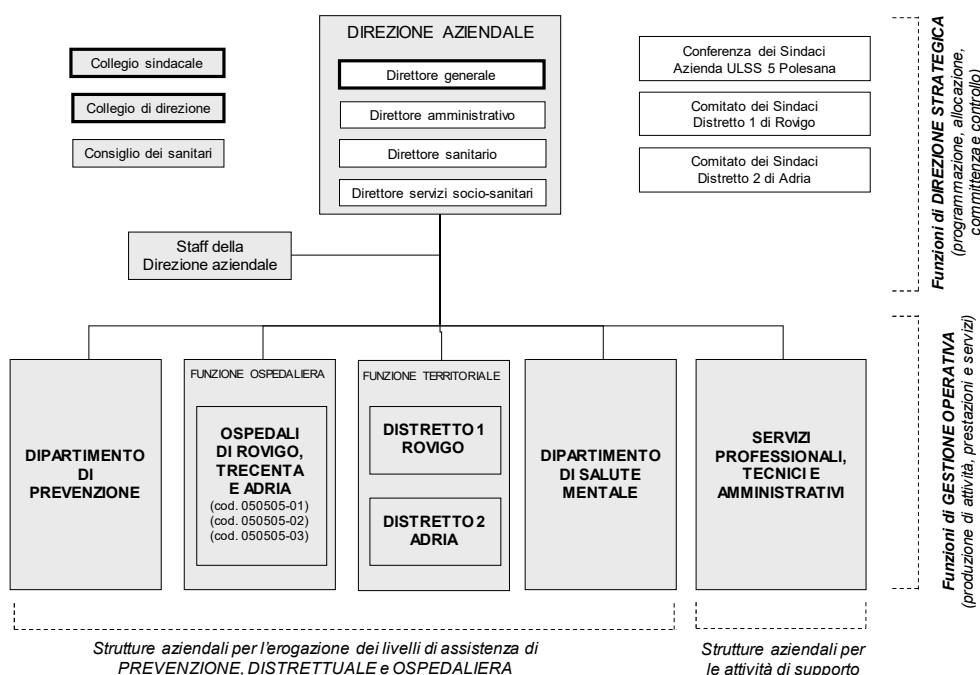 DIREZIONE AZIENDALE
Direttore generale
Direttore amministrativo
Direttore sanitario
Direttore servizi socio-sanitari
Collegio sindacale
Collegio di direzione
Consiglio dei sanitari
Conferenza dei Sindaci
Azienda ULSS 5 Polesana
Comitato dei Sindaci
Distretto 1 di Rovigo
Comitato dei Sindaci
Distretto 2 di Adria
Funzioni di DIREZIONE STRATEGICA
(programmazione, allocazione,
committenza e controllo)
Staff della
Direzione aziendale
DIPARTIMENTO
DI
PREVENZIONE
FUNZIONE OSPEDALIERA
OSPEDALI
DI ROVIGO,
TRECENTA
E ADRIA
(cod. 050505-01)
(cod. 050505-02)
(cod. 050505-03)
FUNZIONE TERRITORIALE
DISTRETTO 1
ROVIGO
DISTRETTO 2
ADRIA
DIPARTIMENTO
DI SALUTE
MENTALE
SERVIZI
PROFESSIONALI,
TECNICI E
AMMINISTRATIVI
Funzioni di GESTIONE OPERATIVA
(produzione di attività, prestazioni e servizi)
Strutture aziendali per l'erogazione dei livelli di assistenza di
PREVENZIONE, DISTRETTUALE e OSPEDALIERA
Strutture aziendali per
le attività di supporto